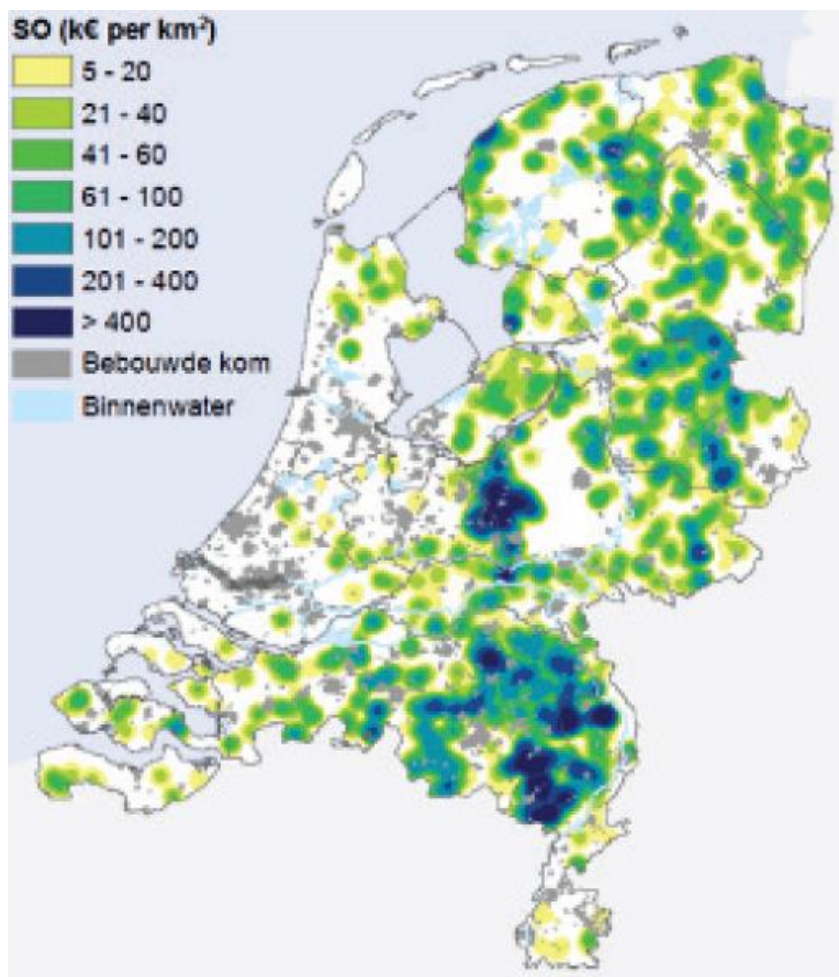 SO (k€ per km²)
5 - 20
21 - 40
41 - 60
61 - 100
101 - 200
201 - 400
> 400
Bebouwde kom
Binnenwater